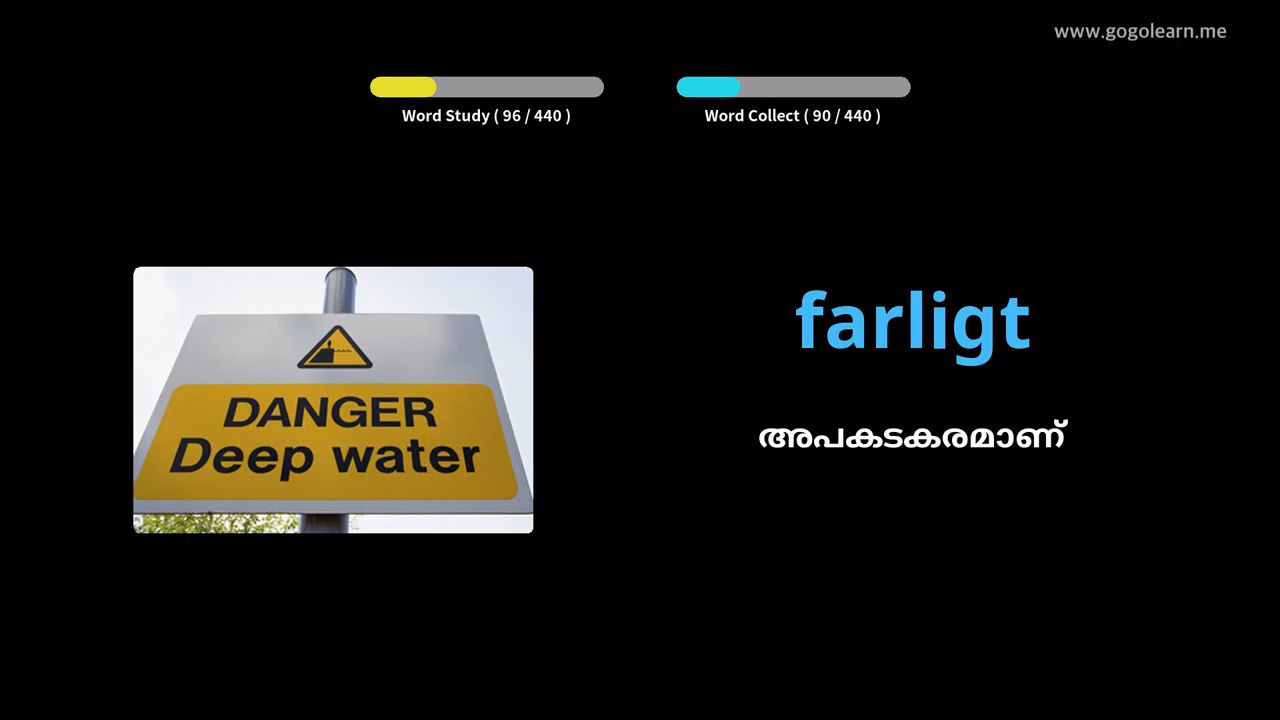 www.gogolearn.me
Word Study ( 96 / 440 )
Word Collect ( 90 / 440 )
DANGER
Deep water
farligt
അപകടകരമാണ്